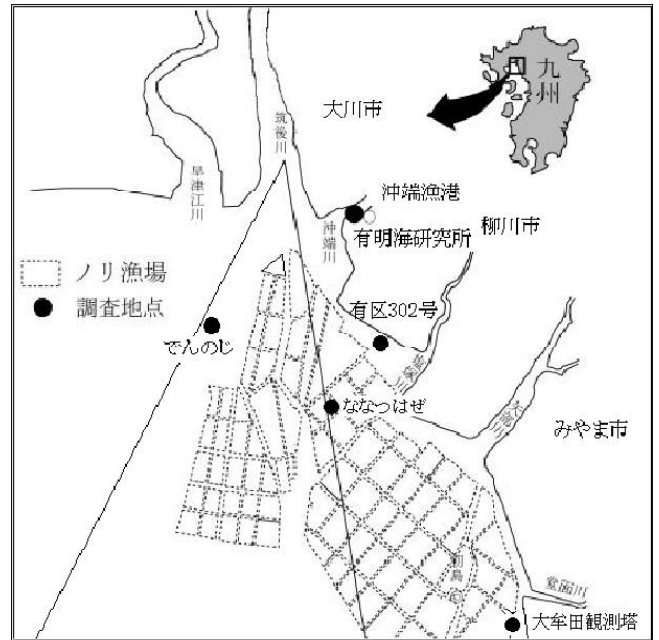 九州
大川市
筑後川
早津江川
沖端漁港
沖端川
有明海研究所
柳川市
ノリ漁場
調査地点
有区302号
でんのじ
ななつはぜ
みやま市
堂面川
大牟田観測塔